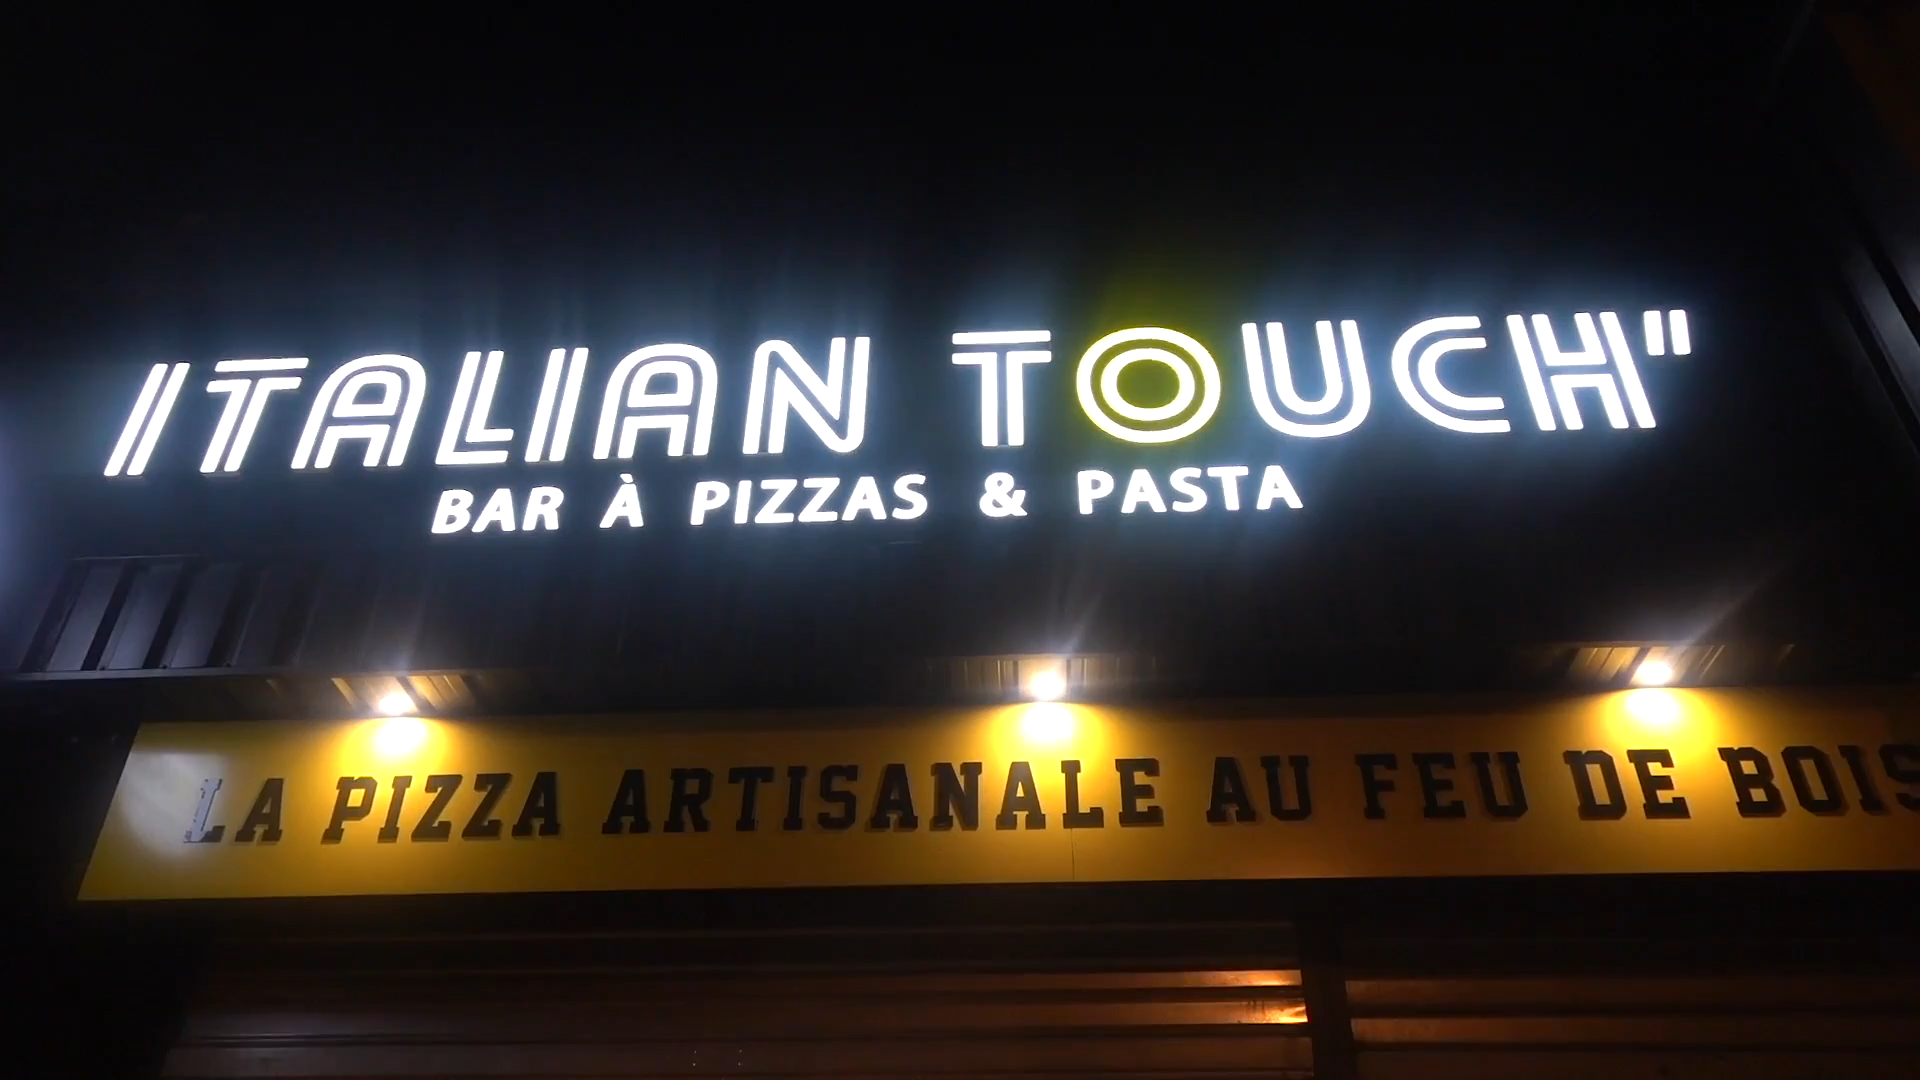 ITALIAN TOUCH"
BAR À PIZZAS & PASTA
LA PIZZA ARTISANALE AU FEU DE BOIS